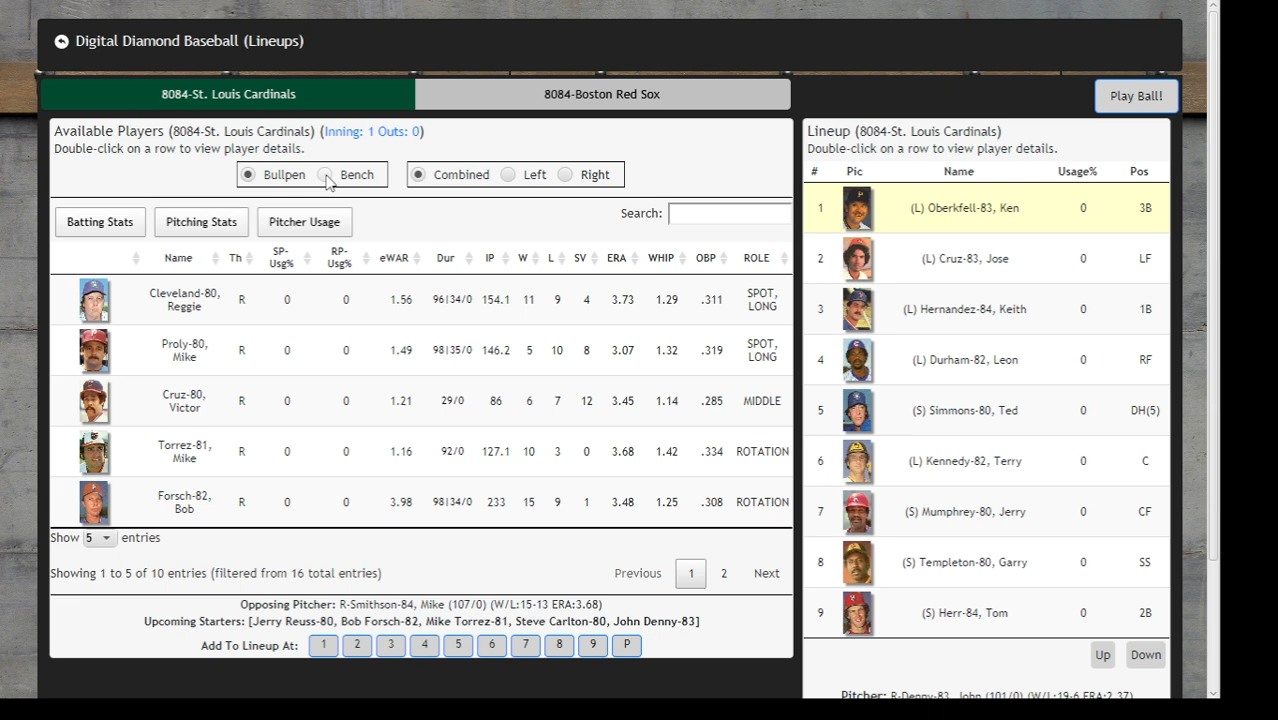 Digital Diamond Baseball (Lineups)
8084-St. Louis Cardinals
8084-Boston Red Sox
Play Ball!
Available Players (8084-St. Louis Cardinals) (Inning: 1 Outs: 0)
Double-click on a row to view player details.
Bullpen Bench Combined Left Right
Batting Stats Pitching Stats Pitcher Usage Search:
Name Th SP-Usg% RP-Usg% eWAR Dur IP W L SV ERA WHIP OBP ROLE
Cleveland-80, Reggie R 0 0 1.56 96|34/0 154.1 11 9 4 3.73 1.29 .311 SPOT, LONG
Proly-80, Mike R 0 0 1.49 98|35/0 146.2 5 10 8 3.07 1.32 .319 SPOT, LONG
Cruz-80, Victor R 0 0 1.21 29/0 86 6 7 12 3.45 1.14 .285 MIDDLE
Torrez-81, Mike R 0 0 1.16 92/0 127.1 10 3 0 3.68 1.42 .334 ROTATION
Forsch-82, Bob R 0 0 3.98 98|34/0 233 15 9 1 3.48 1.25 .308 ROTATION
Show 5 entries
Showing 1 to 5 of 10 entries (filtered from 16 total entries) Previous 1 2 Next
Opposing Pitcher: R-Smithson-84, Mike (107/0) (W/L:15-13 ERA:3.68)
Upcoming Starters: [Jerry Reuss-80, Bob Forsch-82, Mike Torrez-81, Steve Carlton-80, John Denny-83]
Add To Lineup At: 1 2 3 4 5 6 7 8 9 P
Lineup (8084-St. Louis Cardinals)
Double-click on a row to view player details.
# Pic Name Usage% Pos
1 (L) Oberkfell-83, Ken 0 3B
2 (L) Cruz-83, Jose 0 LF
3 (L) Hernandez-84, Keith 0 1B
4 (L) Durham-82, Leon 0 RF
5 (S) Simmons-80, Ted 0 DH(5)
6 (L) Kennedy-82, Terry 0 C
7 (S) Mumphrey-80, Jerry 0 CF
8 (S) Templeton-80, Garry 0 SS
9 (S) Herr-84, Tom 0 2B
Up Down
Pitcher: R-Denny-83, John (101/0) (W/L:19-6 ERA:2.37)